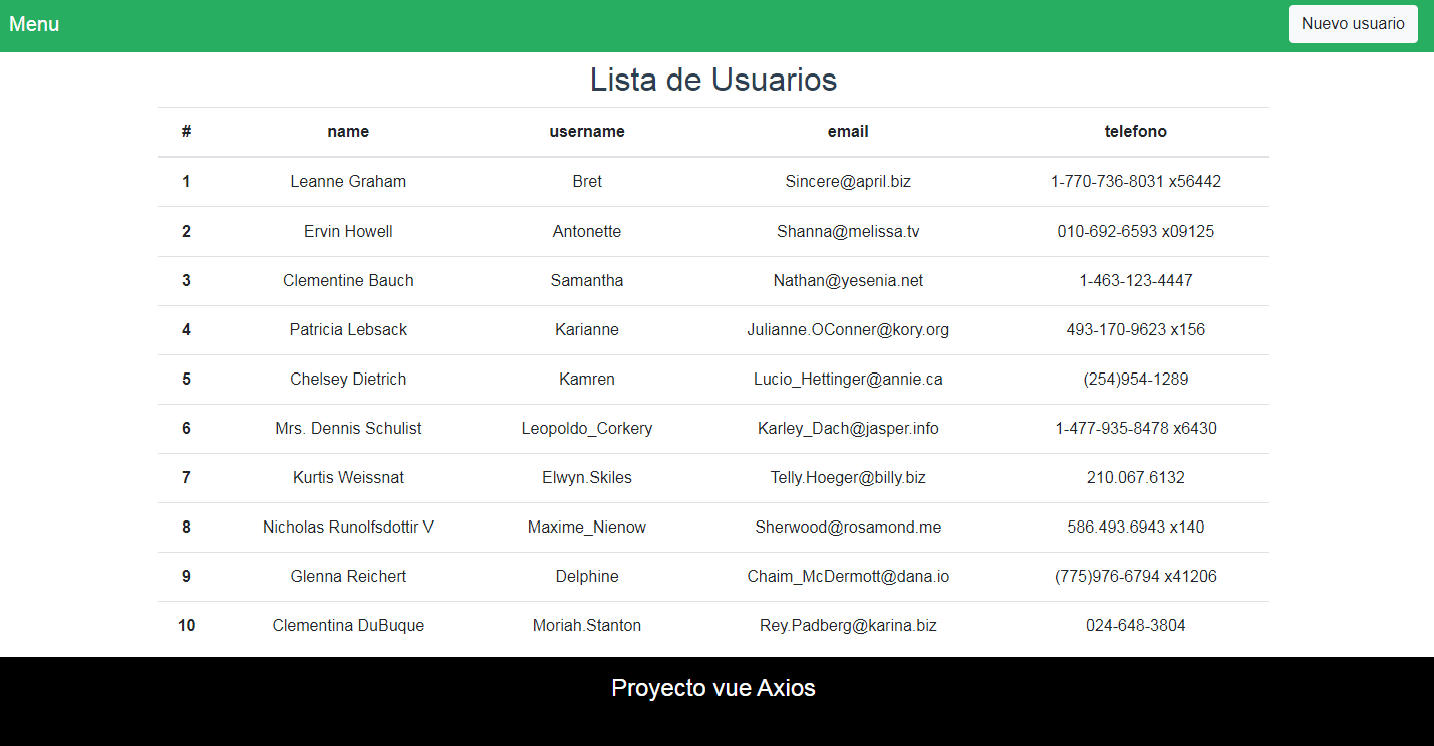 Menu Nuevo usuario
Lista de Usuarios
# name username email telefono
1 Leanne Graham Bret Sincere@april.biz 1-770-736-8031 x56442
2 Ervin Howell Antonette Shanna@melissa.tv 010-692-6593 x09125
3 Clementine Bauch Samantha Nathan@yesenia.net 1-463-123-4447
4 Patricia Lebsack Karianne Julianne.OConner@kory.org 493-170-9623 x156
5 Chelsey Dietrich Kamren Lucio_Hettinger@annie.ca (254)954-1289
6 Mrs. Dennis Schulist Leopoldo_Corkery Karley_Dach@jasper.info 1-477-935-8478 x6430
7 Kurtis Weissnat Elwyn.Skiles Telly.Hoeger@billy.biz 210.067.6132
8 Nicholas Runolfsdottir V Maxime_Nienow Sherwood@rosamond.me 586.493.6943 x140
9 Glenna Reichert Delphine Chaim_McDermott@dana.io (775)976-6794 x41206
10 Clementina DuBuque Moriah.Stanton Rey.Padberg@karina.biz 024-648-3804
Proyecto vue Axios